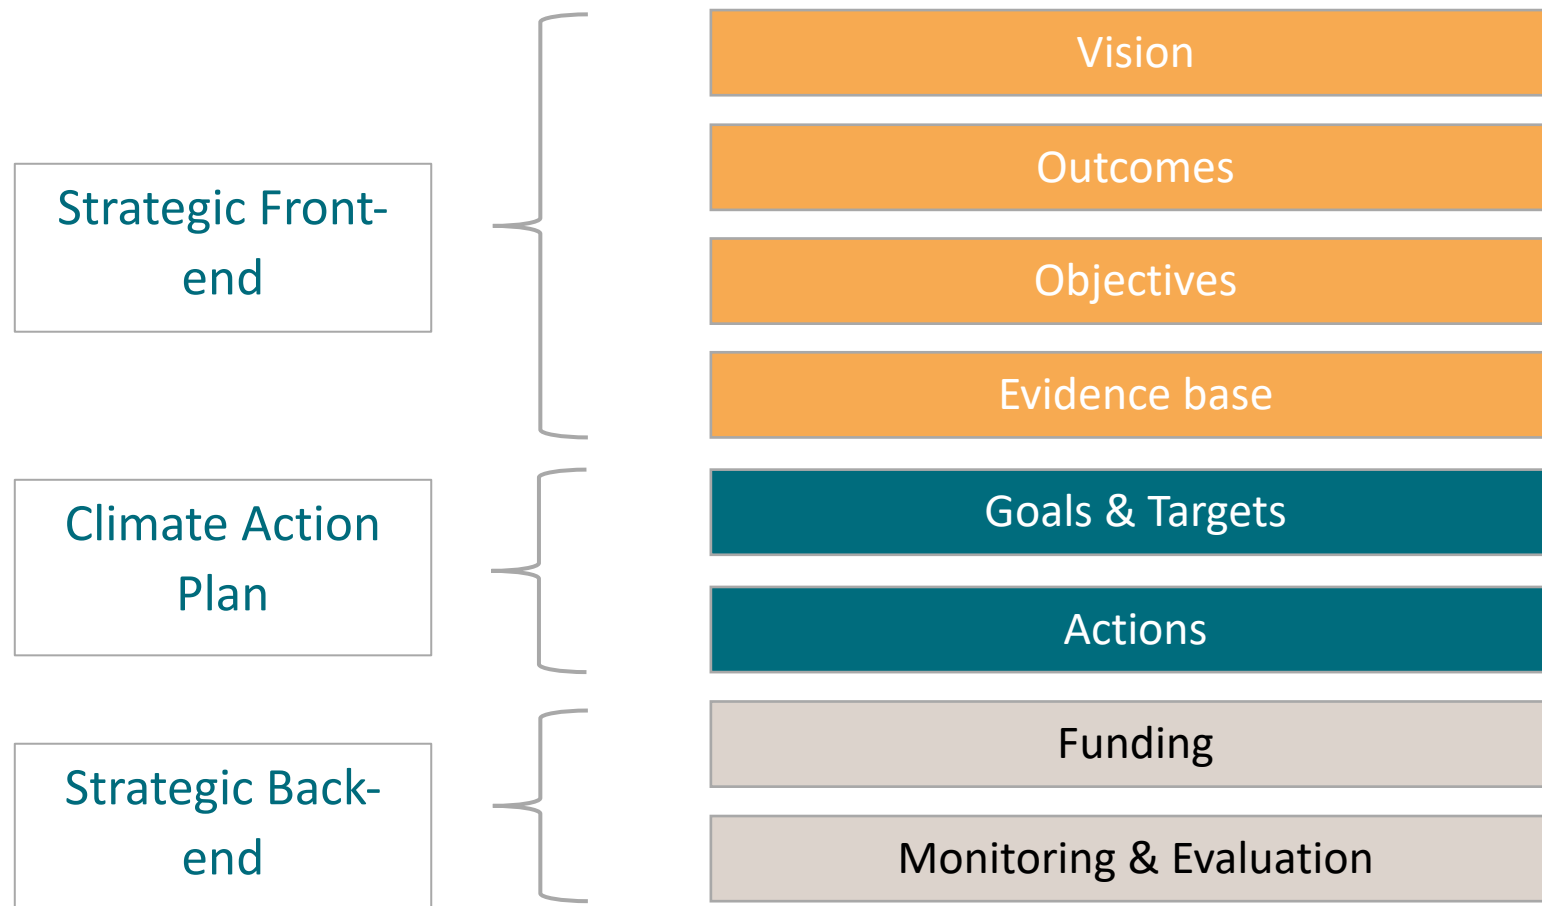 Vision
Outcomes
Strategic Front-
end
Objectives
Evidence base
Climate Action
Plan
Goals & Targets
Actions
Strategic Back-
end
Funding
Monitoring & Evaluation